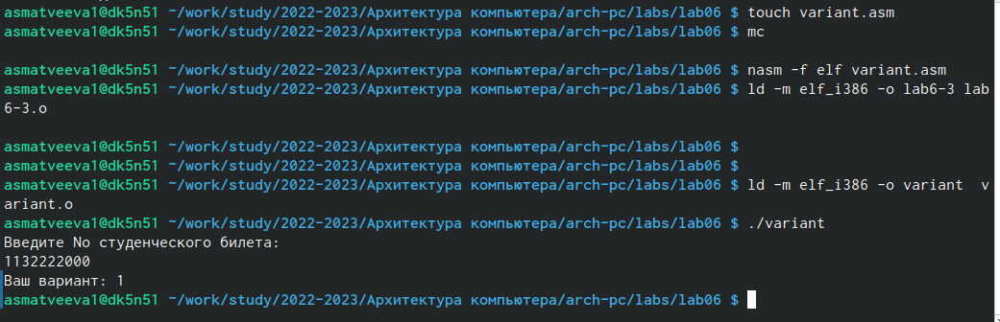 asmatveeva1@dk5n51 ~/work/study/2022-2023/Архитектура компьютера/arch-pc/labs/lab06 $ touch variant.asm
asmatveeva1@dk5n51 ~/work/study/2022-2023/Архитектура компьютера/arch-pc/labs/lab06 $ mc
asmatveeva1@dk5n51 ~/work/study/2022-2023/Архитектура компьютера/arch-pc/labs/lab06 $ nasm -f elf variant.asm
asmatveeva1@dk5n51 ~/work/study/2022-2023/Архитектура компьютера/arch-pc/labs/lab06 $ ld -m elf_i386 -o lab6-3 lab
6-3.o
asmatveeva1@dk5n51 ~/work/study/2022-2023/Архитектура компьютера/arch-pc/labs/lab06 $
asmatveeva1@dk5n51 ~/work/study/2022-2023/Архитектура компьютера/arch-pc/labs/lab06 $
asmatveeva1@dk5n51 ~/work/study/2022-2023/Архитектура компьютера/arch-pc/labs/lab06 $ ld -m elf_i386 -o variant  v
ariant.o
asmatveeva1@dk5n51 ~/work/study/2022-2023/Архитектура компьютера/arch-pc/labs/lab06 $ ./variant
Введите No студенческого билета:
1132222000
Ваш вариант: 1
asmatveeva1@dk5n51 ~/work/study/2022-2023/Архитектура компьютера/arch-pc/labs/lab06 $